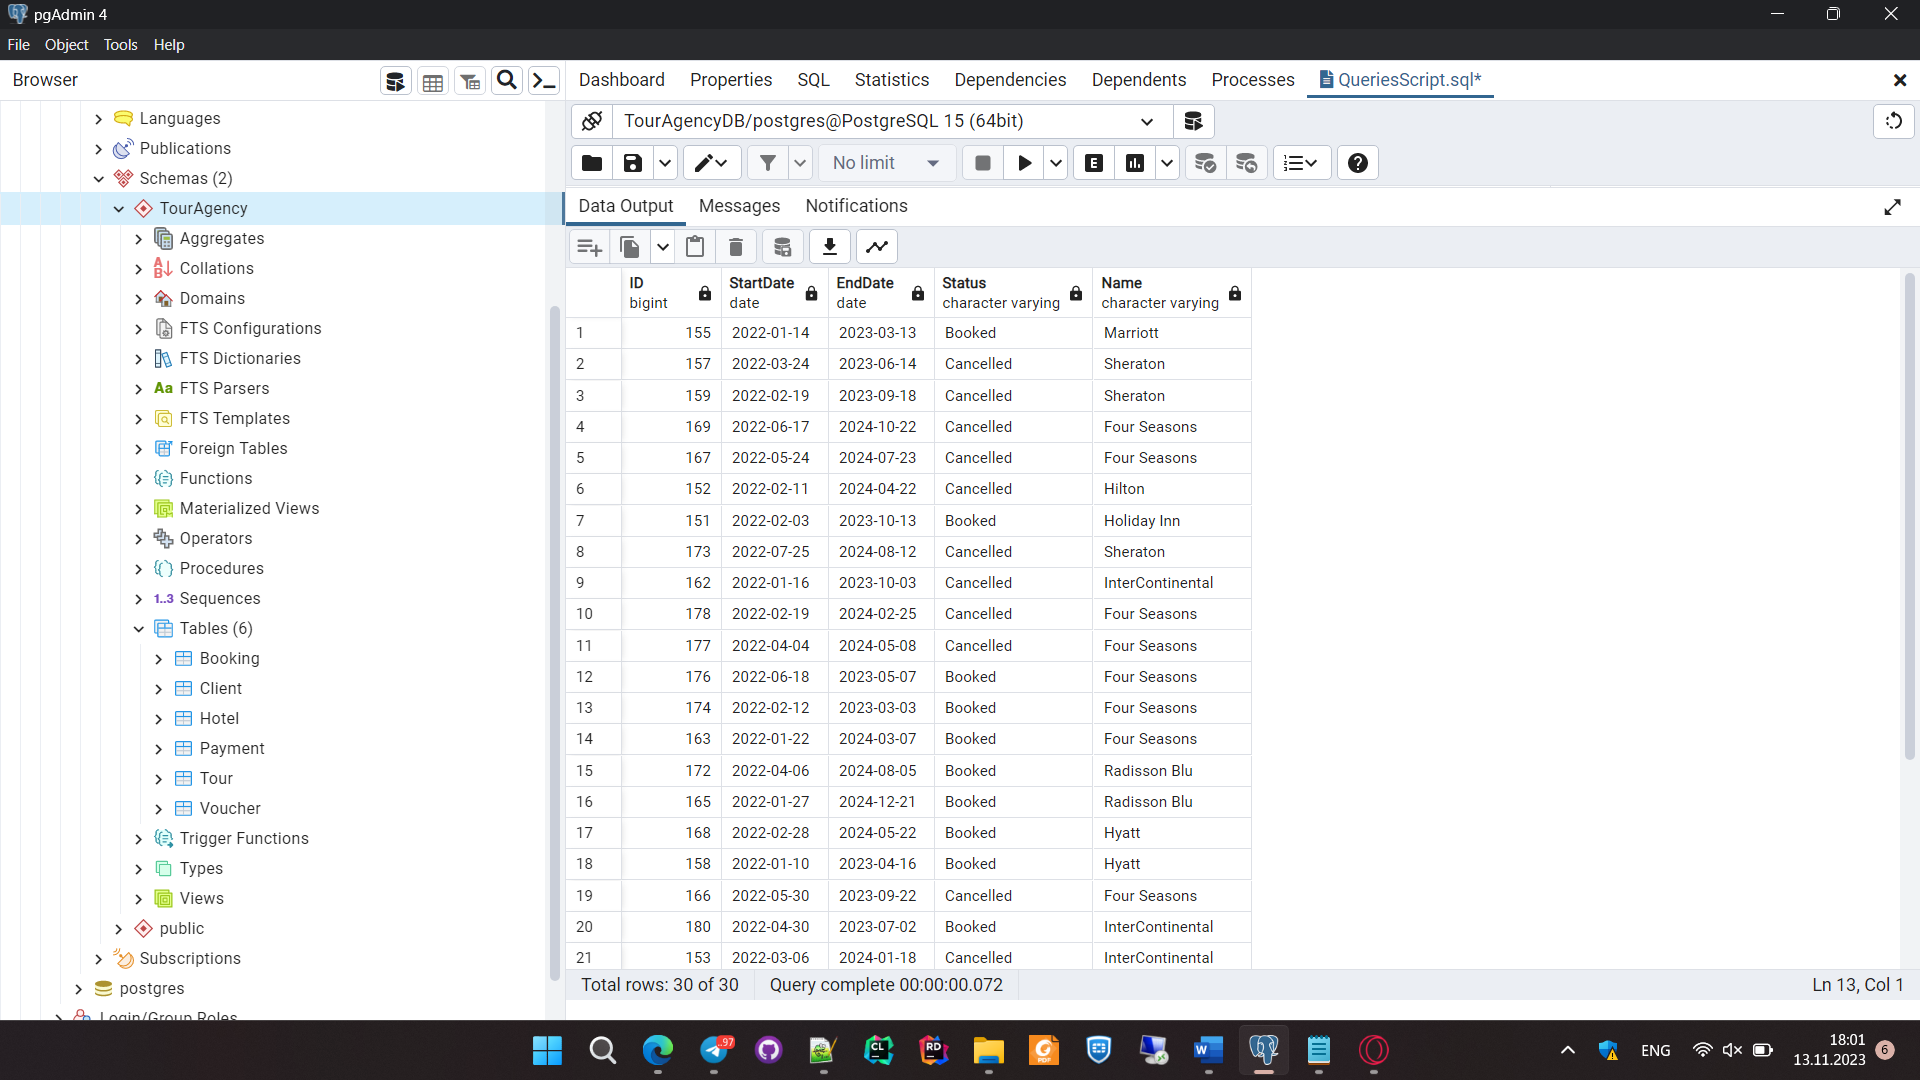 pgAdmin 4
File Object Tools Help
Browser
Dashboard Properties SQL Statistics Dependencies Dependents Processes QueriesScript.sql*
Languages
Publications
Schemas (2)
TourAgency
Aggregates
Collations
Domains
FTS Configurations
FTS Dictionaries
Aa FTS Parsers
FTS Templates
Foreign Tables
Functions
Materialized Views
Operators
Procedures
1..3 Sequences
Tables (6)
Booking
Client
Hotel
Payment
Tour
Voucher
Trigger Functions
Types
Views
public
Subscriptions
postgres
Login/Group Roles
TourAgencyDB/postgres@PostgreSQL 15 (64bit)
No limit
E
Data Output Messages Notifications
ID StartDate EndDate Status Name
bigint date date character varying character varying
1 155 2022-01-14 2023-03-13 Booked Marriott
2 157 2022-03-24 2023-06-14 Cancelled Sheraton
3 159 2022-02-19 2023-09-18 Cancelled Sheraton
4 169 2022-06-17 2024-10-22 Cancelled Four Seasons
5 167 2022-05-24 2024-07-23 Cancelled Four Seasons
6 152 2022-02-11 2024-04-22 Cancelled Hilton
7 151 2022-02-03 2023-10-13 Booked Holiday Inn
8 173 2022-07-25 2024-08-12 Cancelled Sheraton
9 162 2022-01-16 2023-10-03 Cancelled InterContinental
10 178 2022-02-19 2024-02-25 Cancelled Four Seasons
11 177 2022-04-04 2024-05-08 Cancelled Four Seasons
12 176 2022-06-18 2023-05-07 Booked Four Seasons
13 174 2022-02-12 2023-03-03 Booked Four Seasons
14 163 2022-01-22 2024-03-07 Booked Four Seasons
15 172 2022-04-06 2024-08-05 Booked Radisson Blu
16 165 2022-01-27 2024-12-21 Booked Radisson Blu
17 168 2022-02-28 2024-05-22 Booked Hyatt
18 158 2022-01-10 2023-04-16 Booked Hyatt
19 166 2022-05-30 2023-09-22 Cancelled Four Seasons
20 180 2022-04-30 2023-07-02 Booked InterContinental
21 153 2022-03-06 2024-01-18 Cancelled InterContinental
Total rows: 30 of 30 Query complete 00:00:00.072 Ln 13, Col 1
..97 CL RD PDF W
ENG
18:01
13.11.2023
6